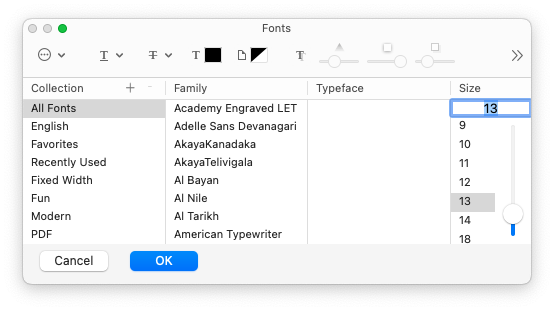 Fonts
T T T T
Collection + - Family Typeface Size
All Fonts Academy Engraved LET 13
English Adelle Sans Devanagari 9
Favorites AkayaKanadaka 10
Recently Used AkayaTelivigala 11
Fixed Width Al Bayan 12
Fun Al Nile 13
Modern Al Tarikh 14
PDF American Typewriter 18
Cancel OK